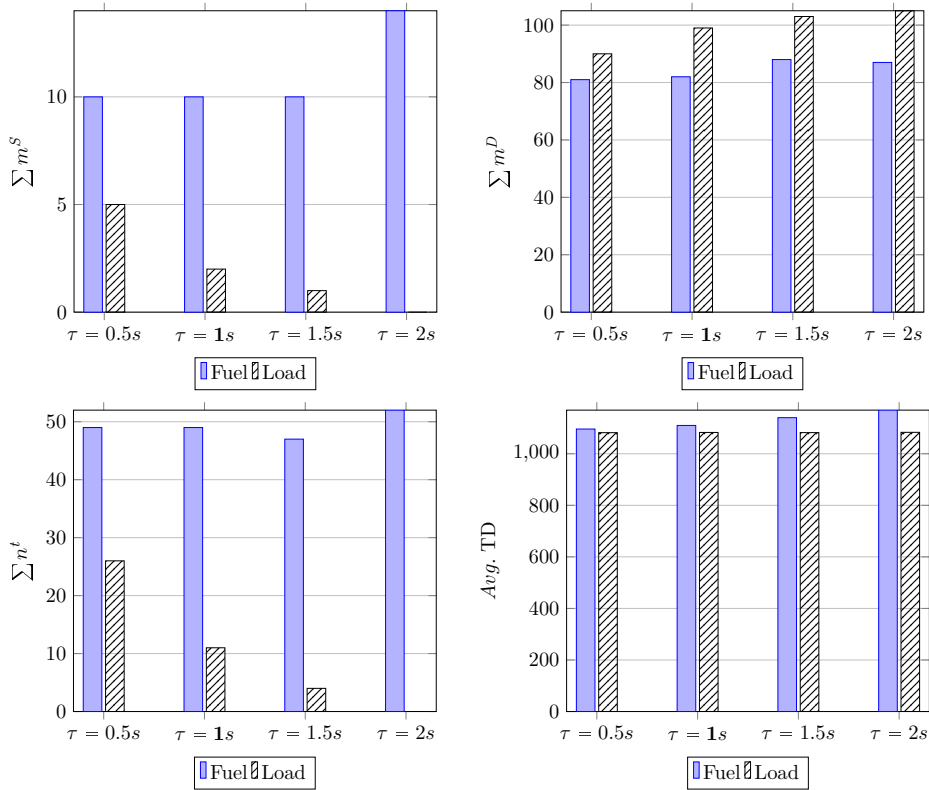 10
5
0
∑ m^S
τ = 0.5s τ = 1s τ = 1.5s τ = 2s
Fuel Load
100
80
60
40
20
0
∑ m^D
τ = 0.5s τ = 1s τ = 1.5s τ = 2s
Fuel Load
50
40
30
20
10
0
∑ n^t
τ = 0.5s τ = 1s τ = 1.5s τ = 2s
Fuel Load
1,000
800
600
400
200
0
Avg. TD
τ = 0.5s τ = 1s τ = 1.5s τ = 2s
Fuel Load